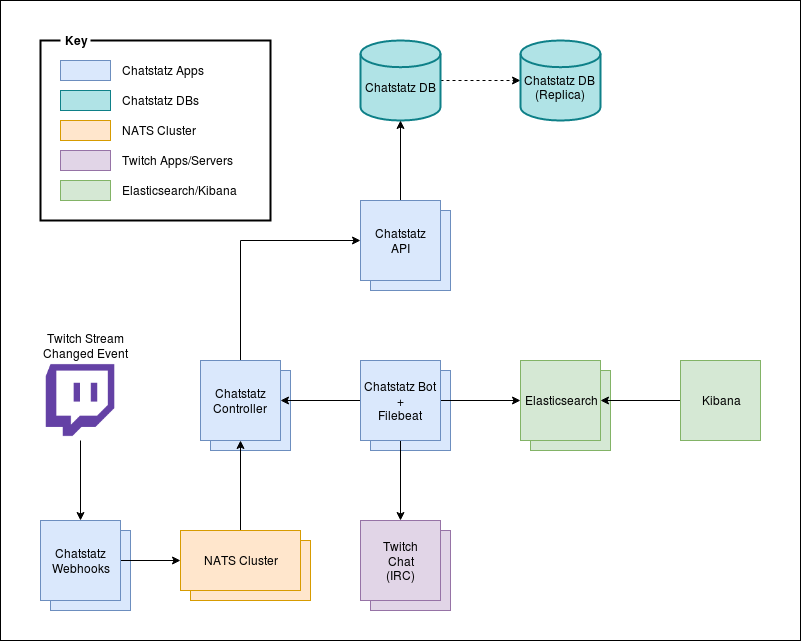 Key
Chatstatz Apps
Chatstatz DBs
NATS Cluster
Twitch Apps/Servers
Elasticsearch/Kibana
Chatstatz DB
Chatstatz DB
(Replica)
Chatstatz
API
Twitch Stream
Changed Event
Chatstatz
Controller
Chatstatz Bot
+
Filebeat
Elasticsearch
Kibana
Chatstatz
Webhooks
NATS Cluster
Twitch
Chat
(IRC)